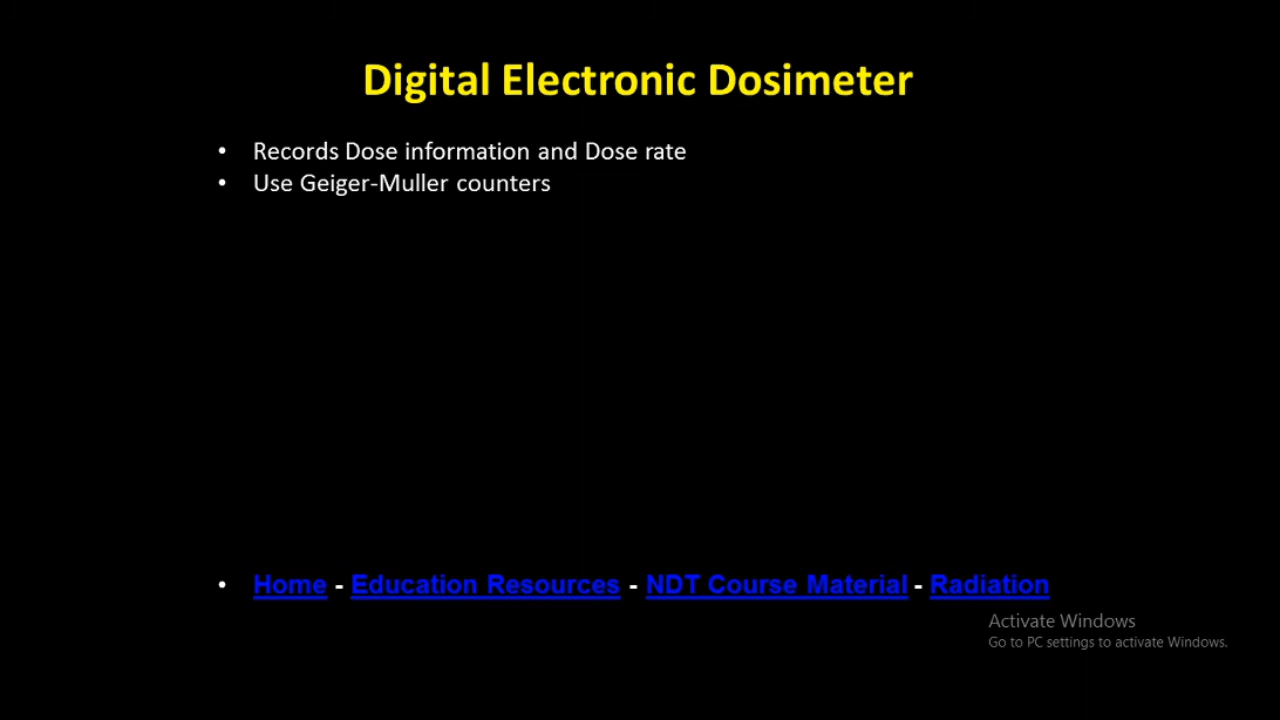 Digital Electronic Dosimeter
• Records Dose information and Dose rate
• Use Geiger-Muller counters
• Home - Education Resources - NDT Course Material - Radiation
Activate Windows
Go to PC settings to activate Windows.